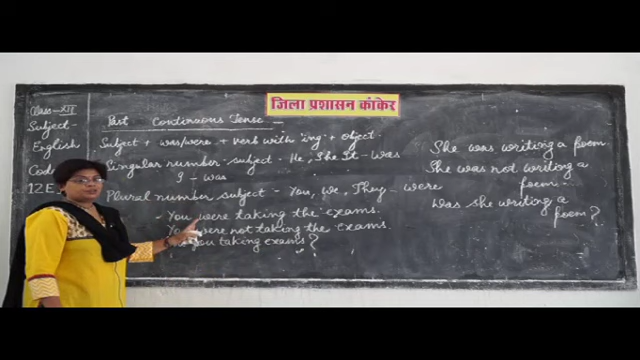 जिला प्रशासन कांकेर
Class-XII
Subject-
English
Code
12E
Past Continuous Tense -
Subject + was/were + verb with 'ing' + object.
Singular number - subject - He, She It - was
I - was
Plural number subject - You, we, They - were
- You were taking the exams.
You were not taking the exams.
you taking exams?
She was writing a poem
She was not writing a
poem.
Was she writing a
poem?